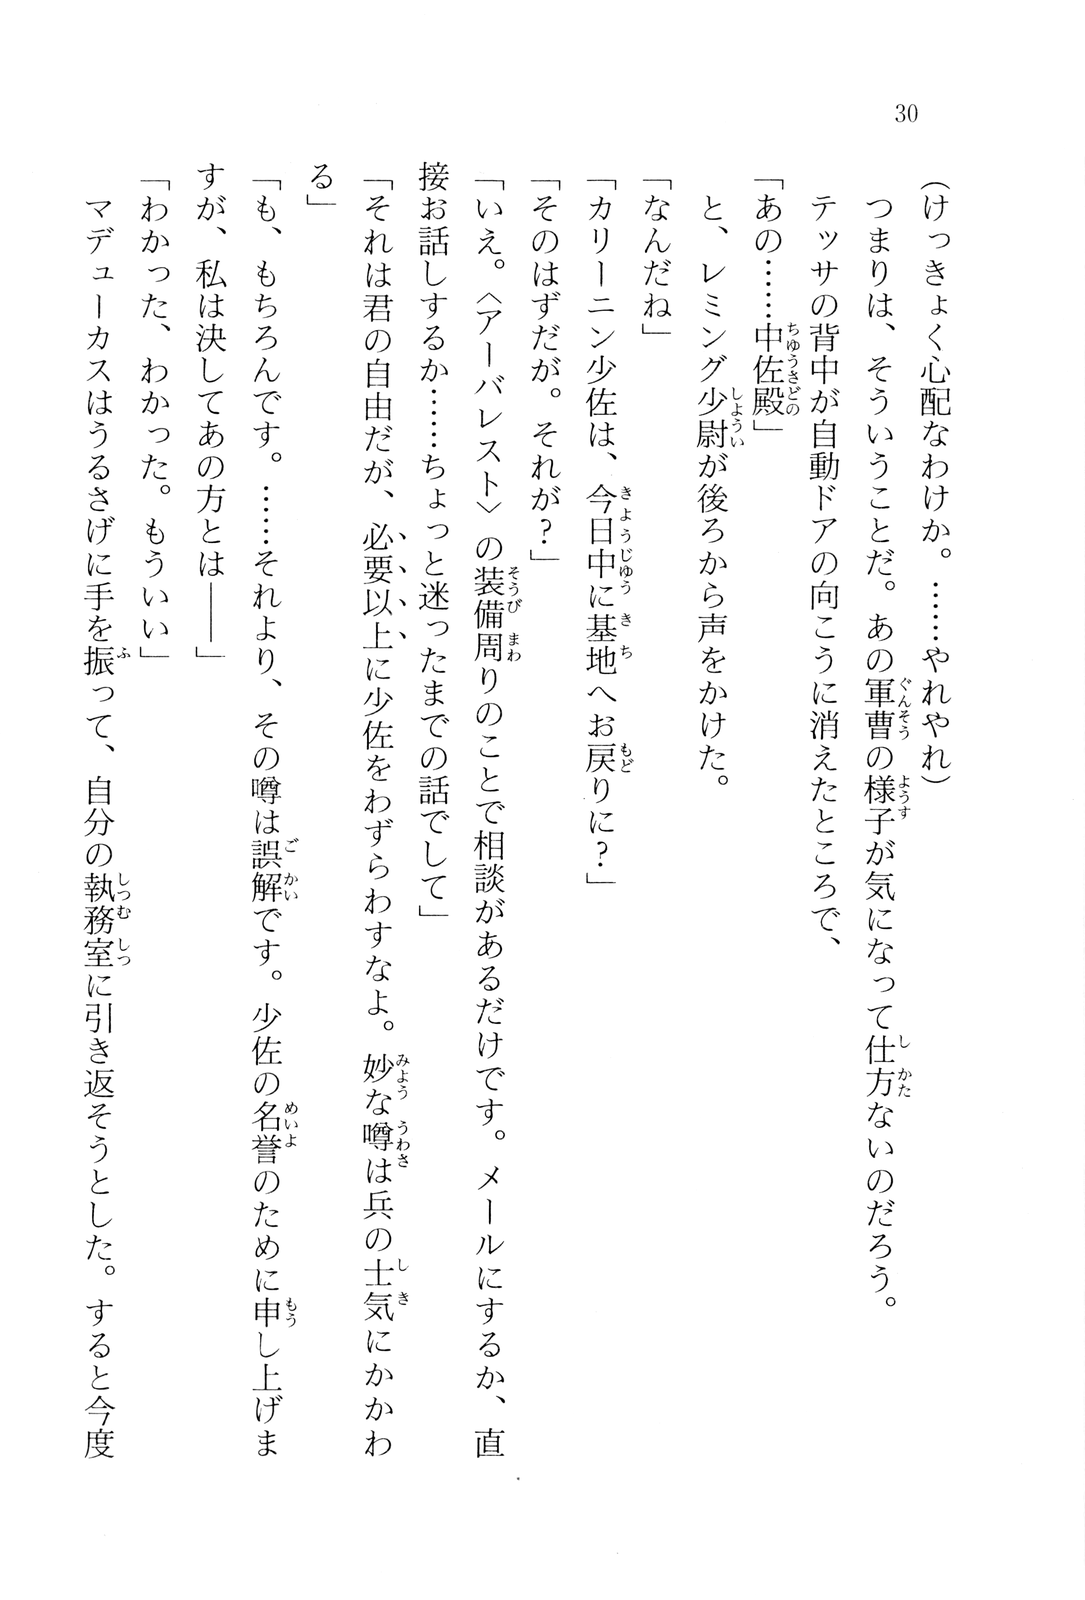 30
（けっきょく心配なわけか。……やれやれ）
つまりは、そういうことだ。あの軍曹の様子が気になって仕方ないのだろう。
テッサの背中が自動ドアの向こうに消えたところで、
「あの……中佐殿」
と、レミング少尉が後ろから声をかけた。
「なんだね」
「カリーニン少佐は、今日中に基地へお戻りに？」
「そのはずだが。それが？」
「いえ。〈アーバレスト〉の装備周りのことで相談があるだけです。メールにするか、直
接お話しするか……ちょっと迷ったまでの話でして」
「それは君の自由だが、必要以上に少佐をわずらわすなよ。妙な噂は兵の士気にかかわ
る」
「も、もちろんです。……それより、その噂は誤解です。少佐の名誉のために申し上げま
すが、私は決してあの方とは――」
「わかった、わかった。もういい」
マデューカスはうるさげに手を振って、自分の執務室に引き返そうとした。すると今度